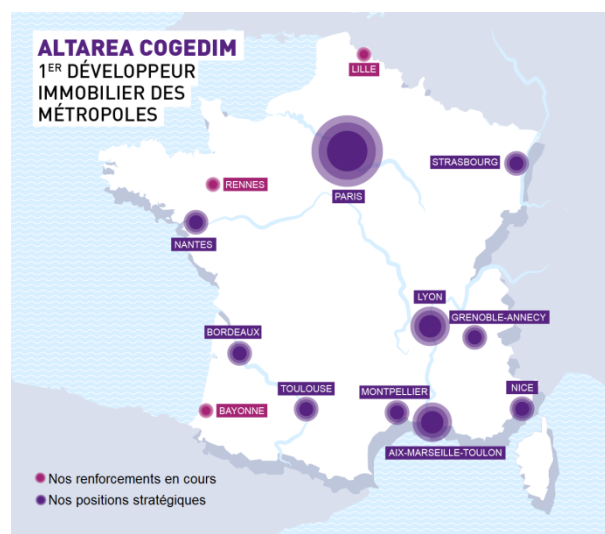 ALTAREA COGEDIM
1ER DÉVELOPPEUR
IMMOBILIER DES
MÉTROPOLES
LILLE
STRASBOURG
RENNES
PARIS
NANTES
LYON
GRENOBLE-ANNECY
BORDEAUX
TOULOUSE
MONTPELLIER
NICE
BAYONNE
AIX-MARSEILLE-TOULON
Nos renforcements en cours
Nos positions stratégiques